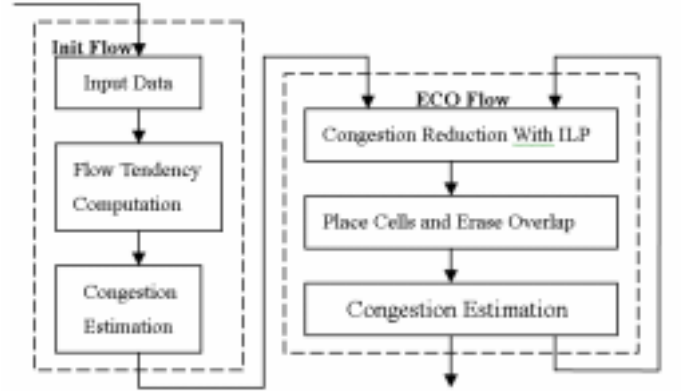 Init Flow
Input Data
Flow Tendency
Computation
Congestion
Estimation
ECO Flow
Congestion Reduction With ILP
Place Cells and Erase Overlap
Congestion Estimation